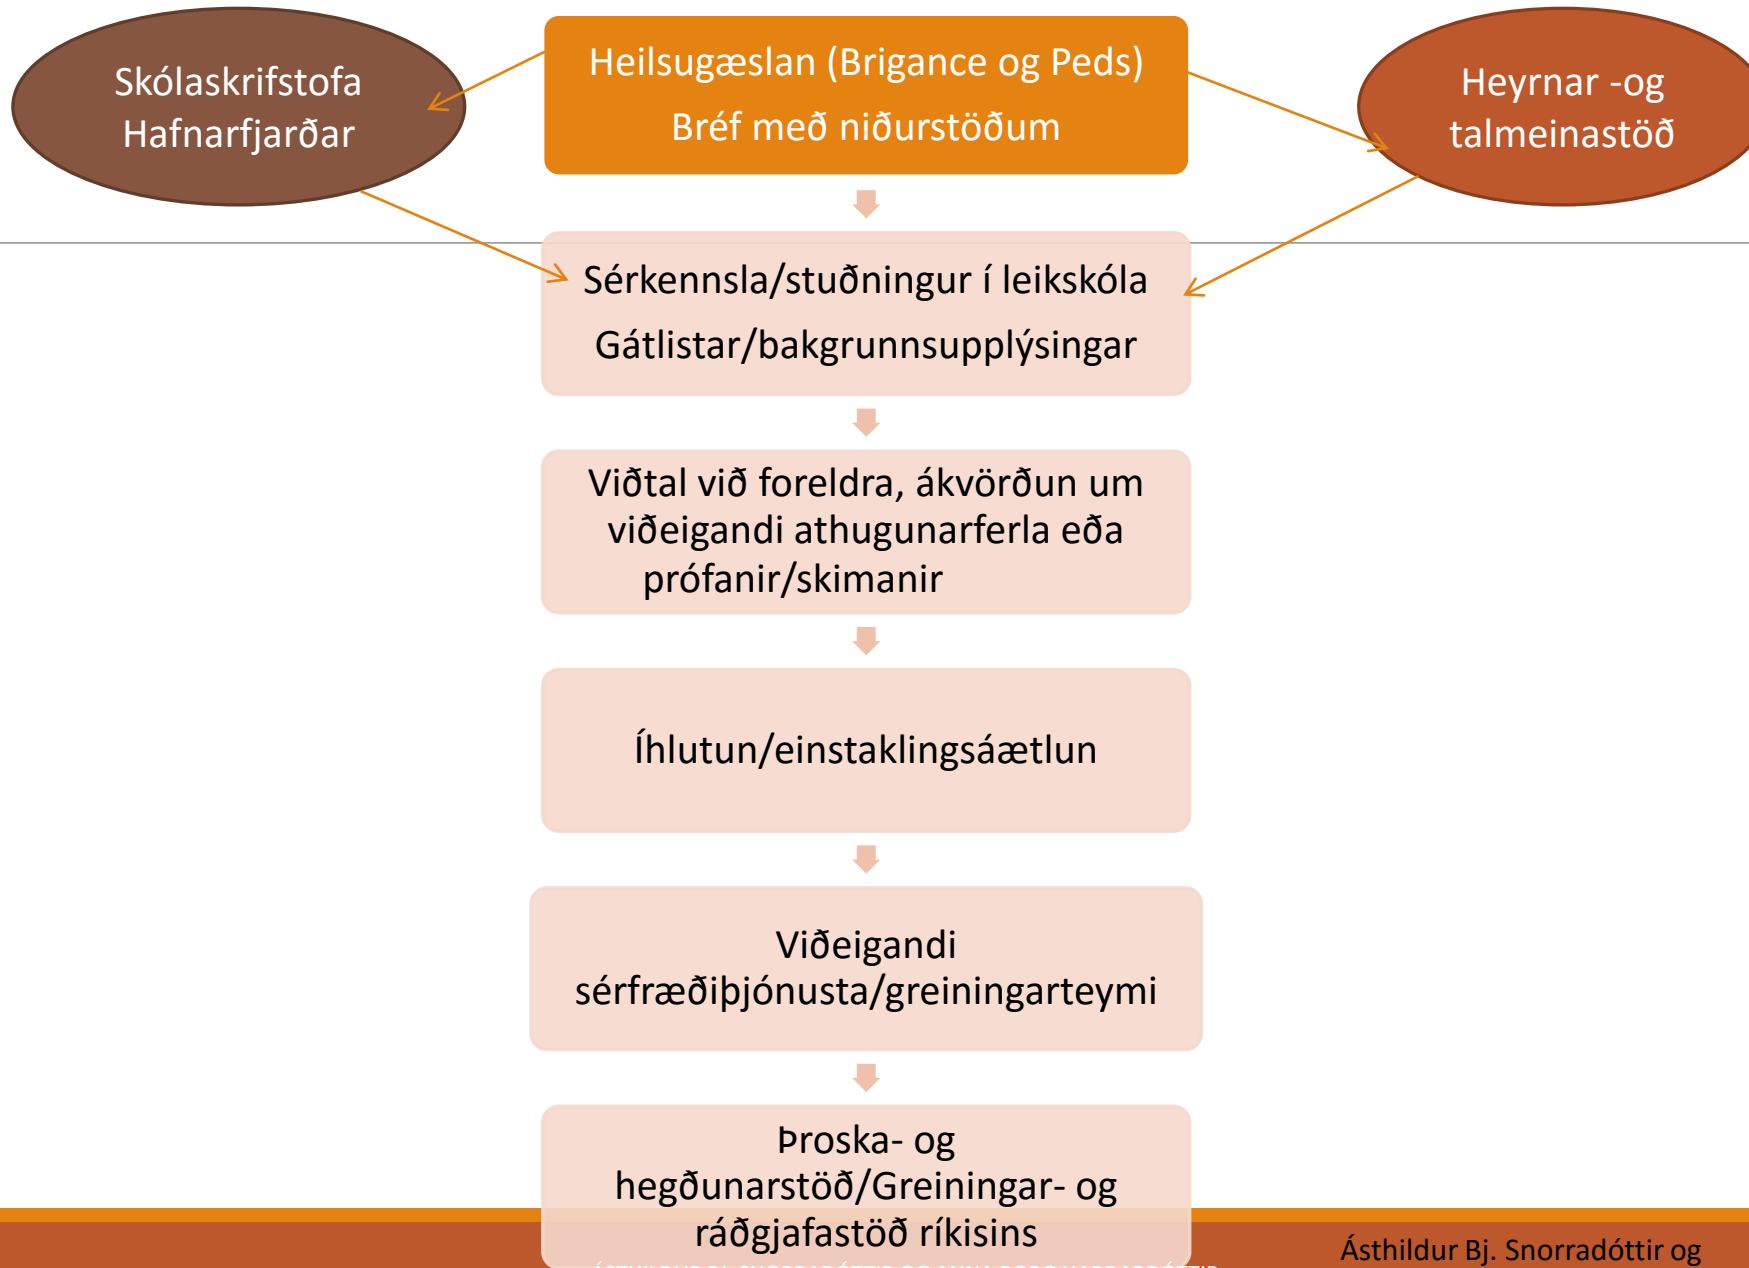 Skólaskrifstofa
Hafnarfjarðar
Heilsugæslan (Brigance og Peds)
Bréf með niðurstöðum
Heyrnar -og
talmeinastöð
Sérkennsla/stuðningur í leikskóla
Gátlistar/bakgrunnsupplýsingar
Viðtal við foreldra, ákvörðun um
viðeigandi athugunarferla eða
prófanir/skimanir
Íhlutun/einstaklingsáætlun
Viðeigandi
sérfræðiþjónusta/greiningarteymi
Þroska- og
hegðunarstöð/Greiningar- og
ráðgjafastöð ríkisins
Ásthildur Bj. Snorradóttir og